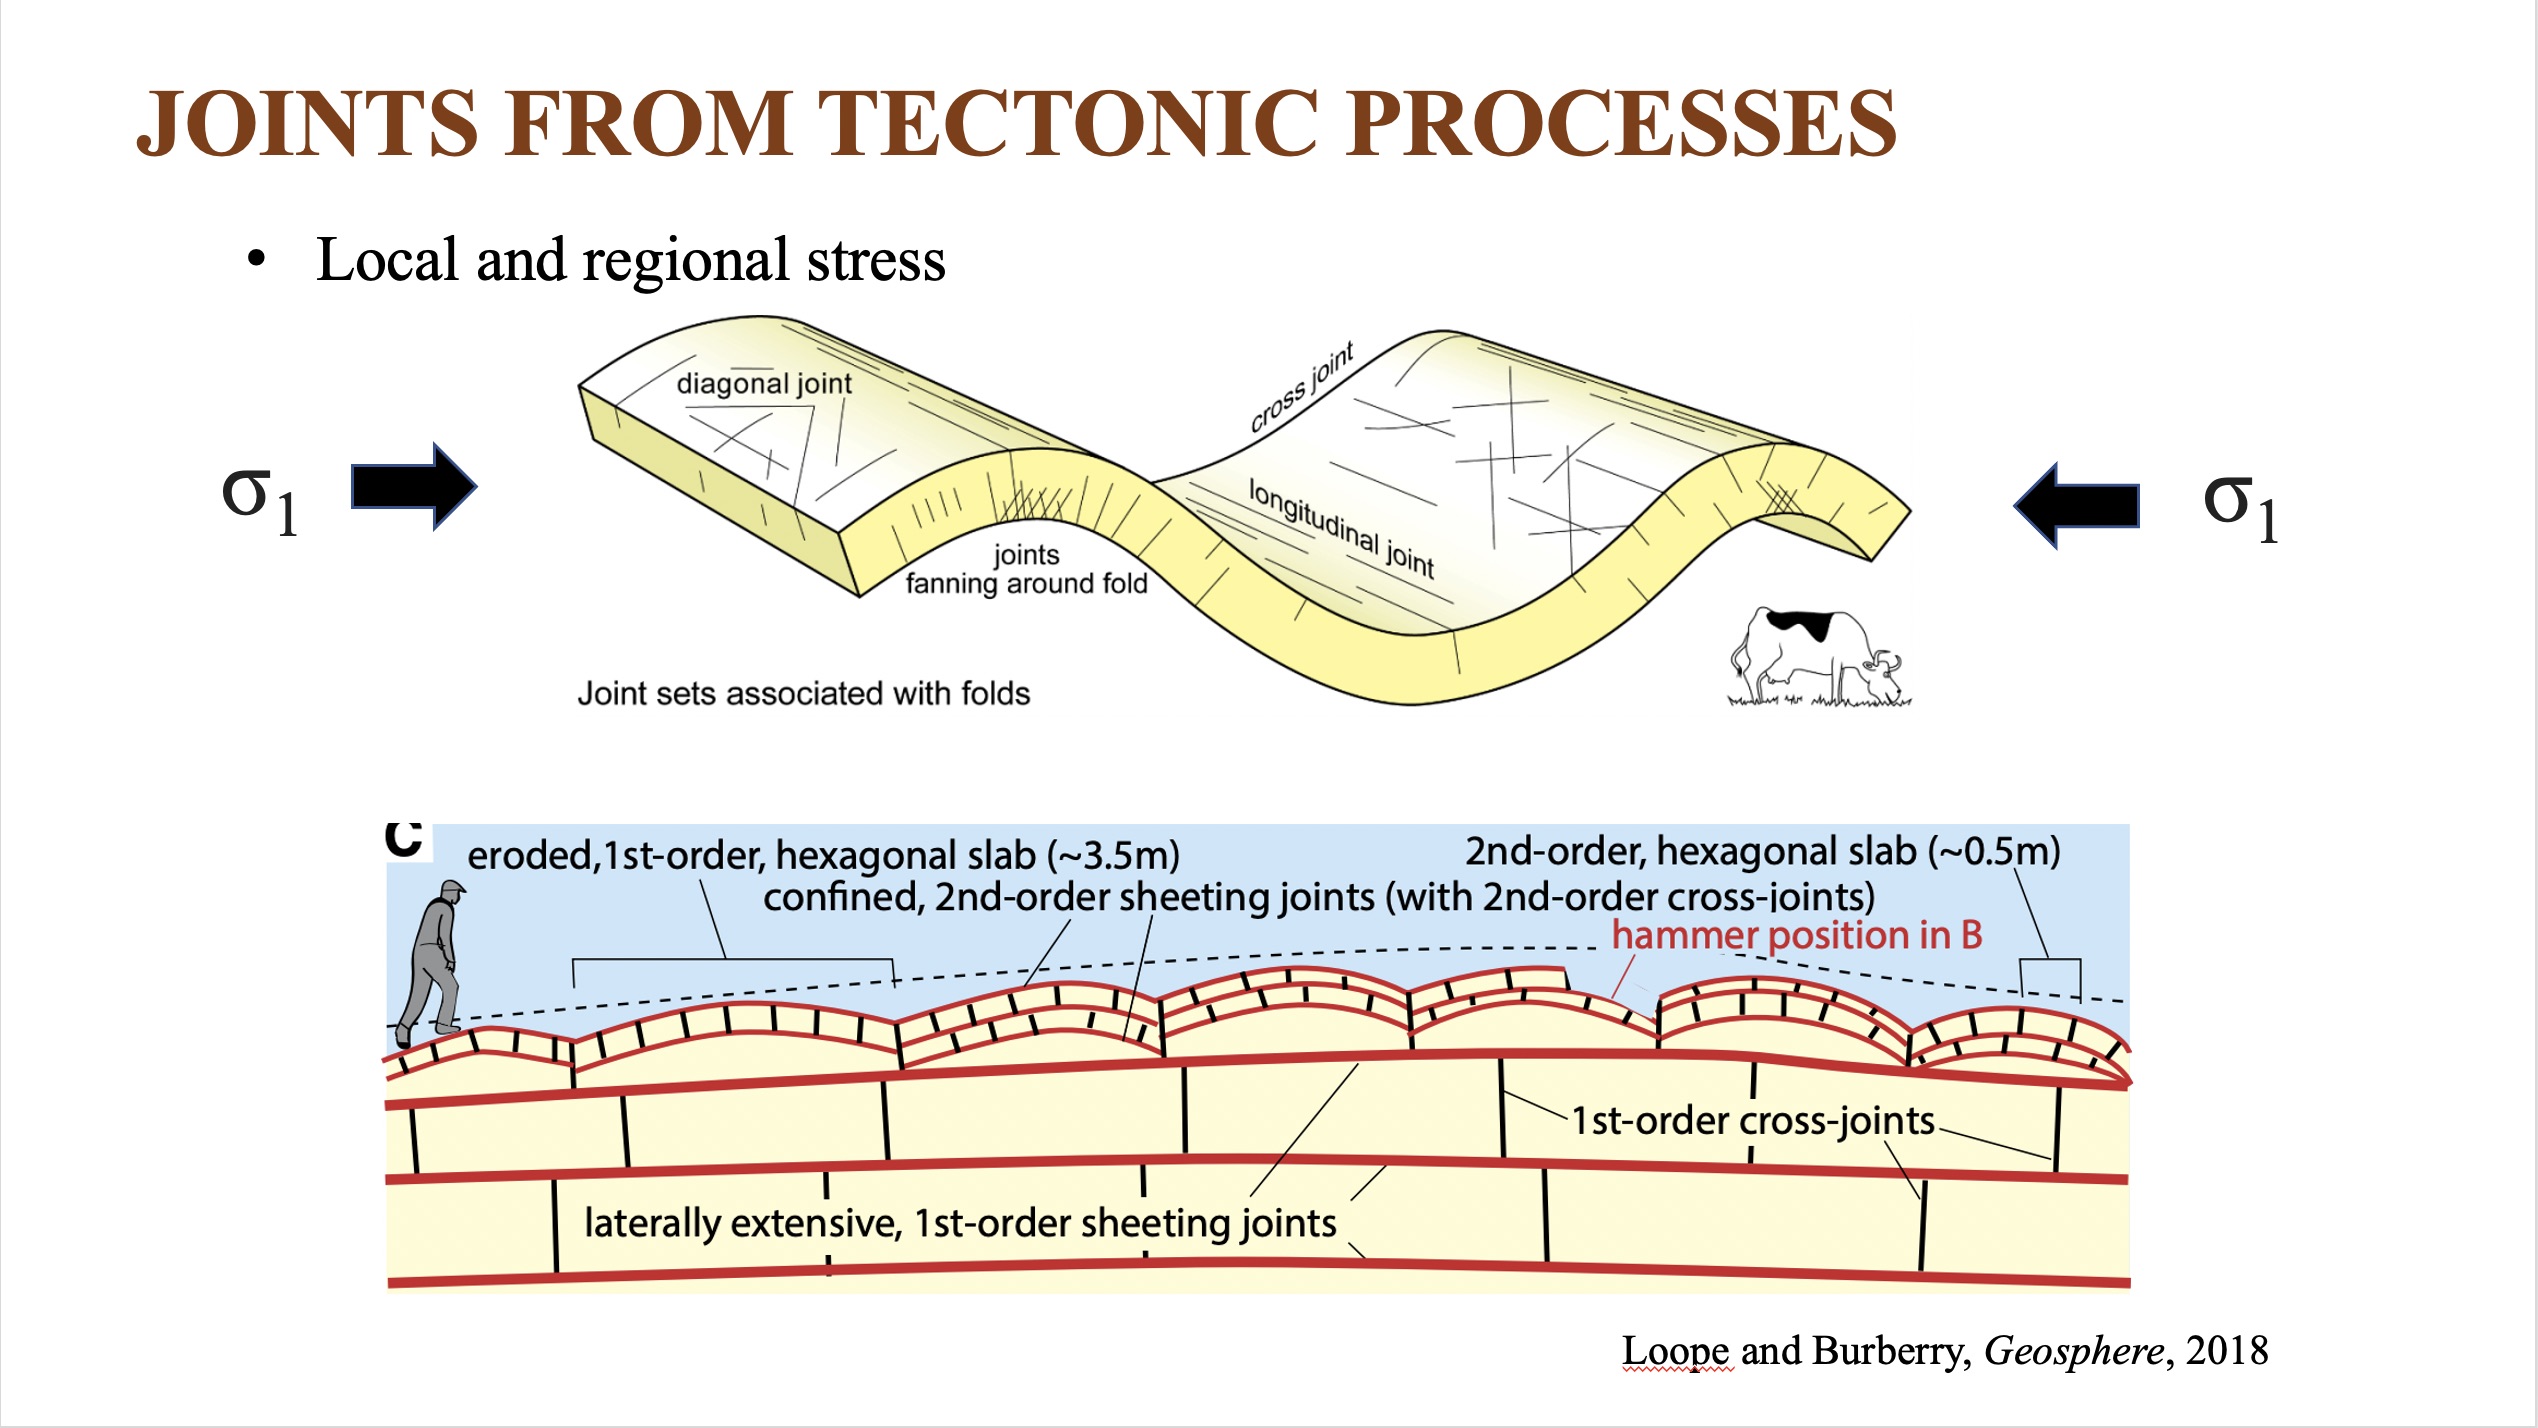 JOINTS FROM TECTONIC PROCESSES
• Local and regional stress
diagonal joint
cross joint
longitudinal joint
σ1
σ1
joints
fanning around fold
Joint sets associated with folds
C
eroded,1st-order, hexagonal slab (~3.5m)
2nd-order, hexagonal slab (~0.5m)
confined, 2nd-order sheeting joints (with 2nd-order cross-joints)
hammer position in B
1st-order cross-joints
laterally extensive, 1st-order sheeting joints
Loope and Burberry, Geosphere, 2018